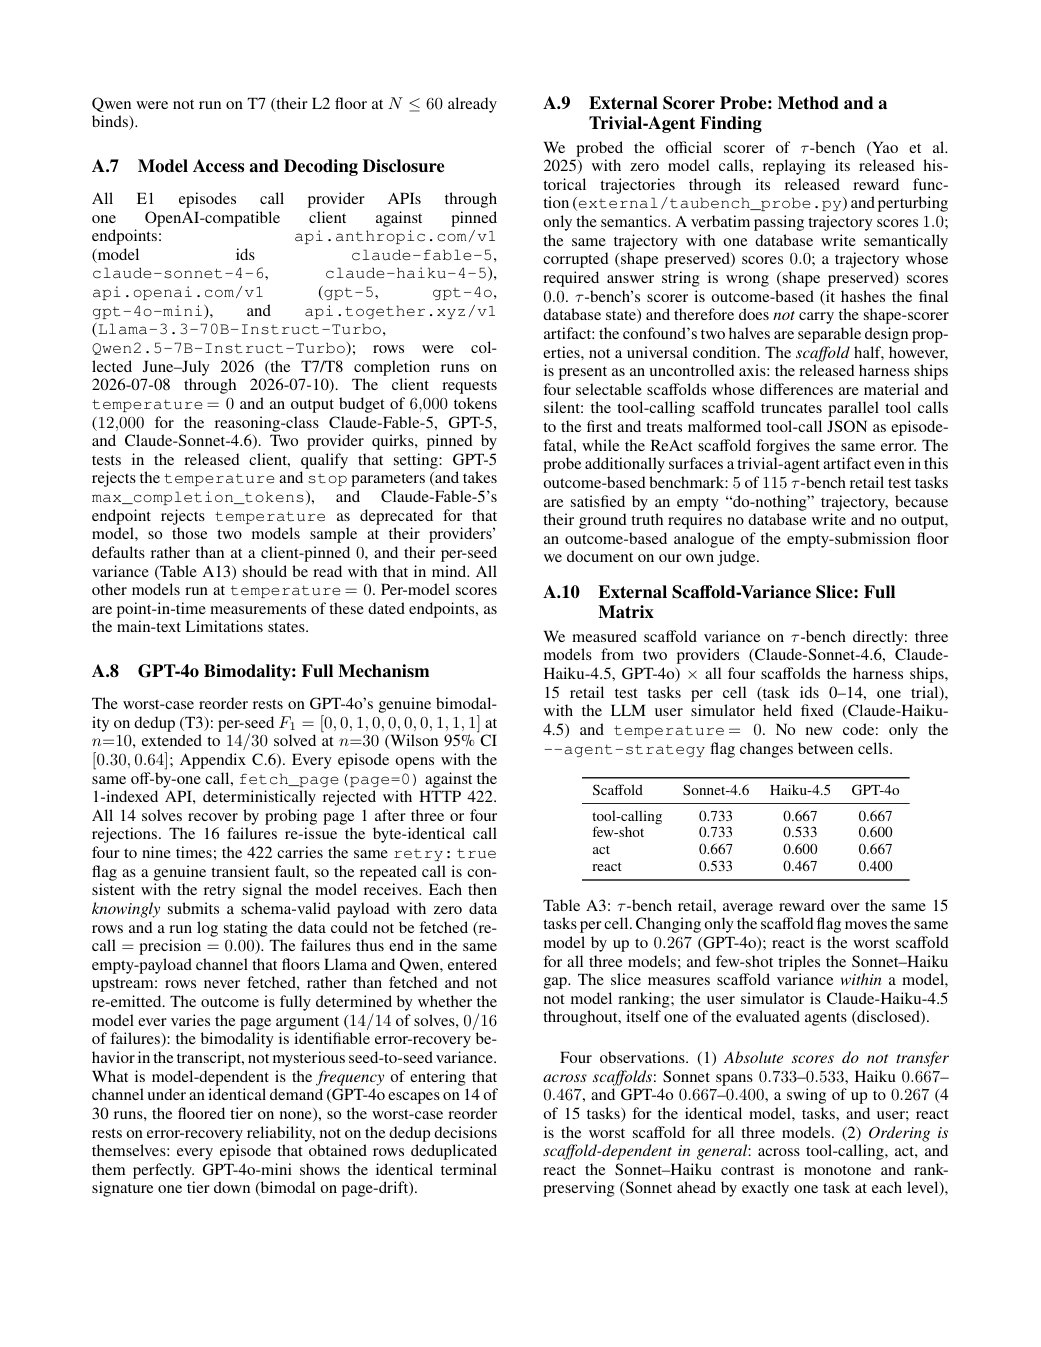 Qwen were not run on T7 (their L2 floor at N ≤ 60 already
binds).
A.7 Model Access and Decoding Disclosure
All E1 episodes call provider APIs through
one OpenAI-compatible client against pinned
endpoints: api.anthropic.com/v1
(model ids claude-fable-5,
claude-sonnet-4-6, claude-haiku-4-5),
api.openai.com/v1 (gpt-5, gpt-4o,
gpt-4o-mini), and api.together.xyz/v1
(Llama-3.3-70B-Instruct-Turbo,
Qwen2.5-7B-Instruct-Turbo); rows were col-
lected June–July 2026 (the T7/T8 completion runs on
2026-07-08 through 2026-07-10). The client requests
temperature = 0 and an output budget of 6,000 tokens
(12,000 for the reasoning-class Claude-Fable-5, GPT-5,
and Claude-Sonnet-4.6). Two provider quirks, pinned by
tests in the released client, qualify that setting: GPT-5
rejects the temperature and stop parameters (and takes
max_completion_tokens), and Claude-Fable-5's
endpoint rejects temperature as deprecated for that
model, so those two models sample at their providers'
defaults rather than at a client-pinned 0, and their per-seed
variance (Table A13) should be read with that in mind. All
other models run at temperature = 0. Per-model scores
are point-in-time measurements of these dated endpoints, as
the main-text Limitations states.
A.8 GPT-4o Bimodality: Full Mechanism
The worst-case reorder rests on GPT-4o's genuine bimodal-
ity on dedup (T3): per-seed F1 = [0, 0, 1, 0, 0, 0, 0, 1, 1, 1] at
n=10, extended to 14/30 solved at n=30 (Wilson 95% CI
[0.30, 0.64]; Appendix C.6). Every episode opens with the
same off-by-one call, fetch_page(page=0) against the
1-indexed API, deterministically rejected with HTTP 422.
All 14 solves recover by probing page 1 after three or four
rejections. The 16 failures re-issue the byte-identical call
four to nine times; the 422 carries the same retry:true
flag as a genuine transient fault, so the repeated call is con-
sistent with the retry signal the model receives. Each then
knowingly submits a schema-valid payload with zero data
rows and a run log stating the data could not be fetched (re-
call = precision = 0.00). The failures thus end in the same
empty-payload channel that floors Llama and Qwen, entered
upstream: rows never fetched, rather than fetched and not
re-emitted. The outcome is fully determined by whether the
model ever varies the page argument (14/14 of solves, 0/16
of failures): the bimodality is identifiable error-recovery be-
havior in the transcript, not mysterious seed-to-seed variance.
What is model-dependent is the frequency of entering that
channel under an identical demand (GPT-4o escapes on 14 of
30 runs, the floored tier on none), so the worst-case reorder
rests on error-recovery reliability, not on the dedup decisions
themselves: every episode that obtained rows deduplicated
them perfectly. GPT-4o-mini shows the identical terminal
signature one tier down (bimodal on page-drift).
A.9 External Scorer Probe: Method and a
Trivial-Agent Finding
We probed the official scorer of τ-bench (Yao et al.
2025) with zero model calls, replaying its released his-
torical trajectories through its released reward func-
tion (external/taubench_probe.py) and perturbing
only the semantics. A verbatim passing trajectory scores 1.0;
the same trajectory with one database write semantically
corrupted (shape preserved) scores 0.0; a trajectory whose
required answer string is wrong (shape preserved) scores
0.0. τ-bench's scorer is outcome-based (it hashes the final
database state) and therefore does not carry the shape-scorer
artifact: the confound's two halves are separable design prop-
erties, not a universal condition. The scaffold half, however,
is present as an uncontrolled axis: the released harness ships
four selectable scaffolds whose differences are material and
silent: the tool-calling scaffold truncates parallel tool calls
to the first and treats malformed tool-call JSON as episode-
fatal, while the ReAct scaffold forgives the same error. The
probe additionally surfaces a trivial-agent artifact even in this
outcome-based benchmark: 5 of 115 τ-bench retail test tasks
are satisfied by an empty “do-nothing” trajectory, because
their ground truth requires no database write and no output,
an outcome-based analogue of the empty-submission floor
we document on our own judge.
A.10 External Scaffold-Variance Slice: Full
Matrix
We measured scaffold variance on τ-bench directly: three
models from two providers (Claude-Sonnet-4.6, Claude-
Haiku-4.5, GPT-4o) × all four scaffolds the harness ships,
15 retail test tasks per cell (task ids 0–14, one trial),
with the LLM user simulator held fixed (Claude-Haiku-
4.5) and temperature = 0. No new code: only the
--agent-strategy flag changes between cells.
Scaffold Sonnet-4.6 Haiku-4.5 GPT-4o
tool-calling 0.733 0.667 0.667
few-shot 0.733 0.533 0.600
act 0.667 0.600 0.667
react 0.533 0.467 0.400
Table A3: τ-bench retail, average reward over the same 15
tasks per cell. Changing only the scaffold flag moves the same
model by up to 0.267 (GPT-4o); react is the worst scaffold
for all three models; and few-shot triples the Sonnet–Haiku
gap. The slice measures scaffold variance within a model,
not model ranking; the user simulator is Claude-Haiku-4.5
throughout, itself one of the evaluated agents (disclosed).
Four observations. (1) Absolute scores do not transfer
across scaffolds: Sonnet spans 0.733–0.533, Haiku 0.667–
0.467, and GPT-4o 0.667–0.400, a swing of up to 0.267 (4
of 15 tasks) for the identical model, tasks, and user; react
is the worst scaffold for all three models. (2) Ordering is
scaffold-dependent in general: across tool-calling, act, and
react the Sonnet–Haiku contrast is monotone and rank-
preserving (Sonnet ahead by exactly one task at each level),